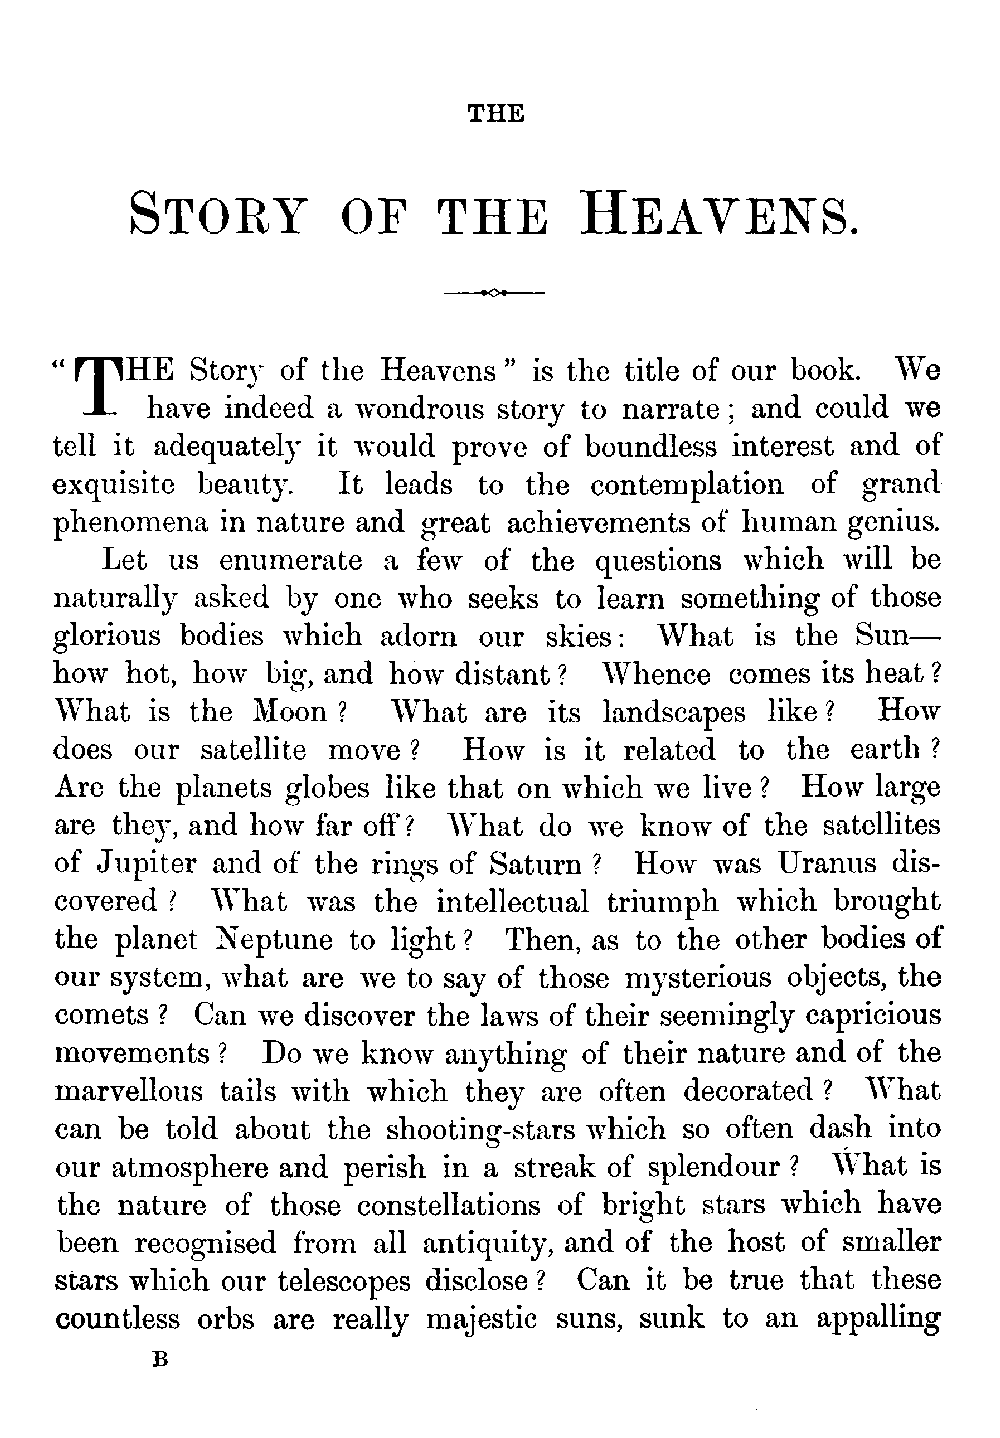 THE
STORY OF THE HEAVENS.
“THE Story of the Heavens” is the title of our book. We
have indeed a wondrous story to narrate; and could we
tell it adequately it would prove of boundless interest and of
exquisite beauty. It leads to the contemplation of grand
phenomena in nature and great achievements of human genius.
Let us enumerate a few of the questions which will be
naturally asked by one who seeks to learn something of those
glorious bodies which adorn our skies: What is the Sun—
how hot, how big, and how distant? Whence comes its heat?
What is the Moon? What are its landscapes like? How
does our satellite move? How is it related to the earth?
Are the planets globes like that on which we live? How large
are they, and how far off? What do we know of the satellites
of Jupiter and of the rings of Saturn? How was Uranus dis-
covered? What was the intellectual triumph which brought
the planet Neptune to light? Then, as to the other bodies of
our system, what are we to say of those mysterious objects, the
comets? Can we discover the laws of their seemingly capricious
movements? Do we know anything of their nature and of the
marvellous tails with which they are often decorated? What
can be told about the shooting-stars which so often dash into
our atmosphere and perish in a streak of splendour? What is
the nature of those constellations of bright stars which have
been recognised from all antiquity, and of the host of smaller
stars which our telescopes disclose? Can it be true that these
countless orbs are really majestic suns, sunk to an appalling
B